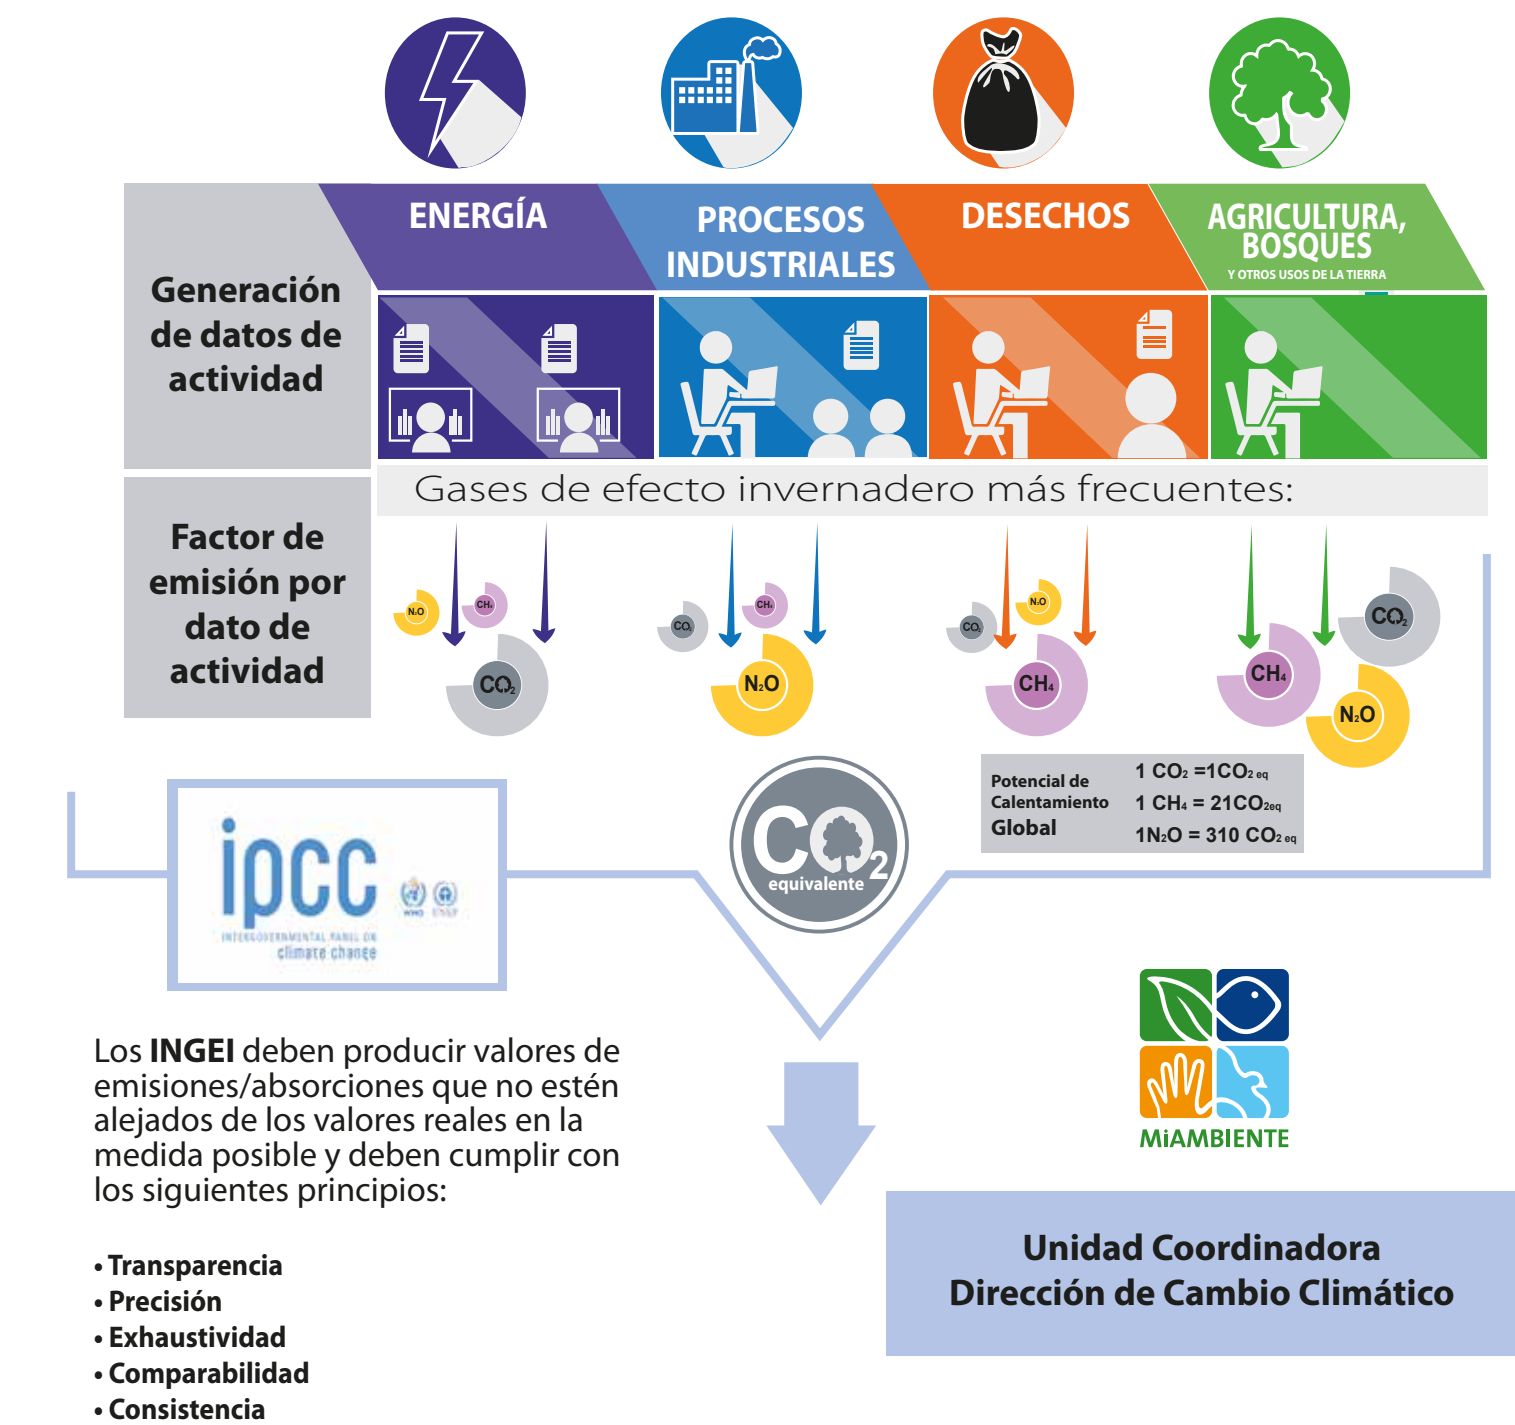 ENERGÍA
PROCESOS
INDUSTRIALES
DESECHOS
AGRICULTURA,
BOSQUES
Y OTROS USOS DE LA TIERRA
Generación
de datos de
actividad
Gases de efecto invernadero más frecuentes:
Factor de
emisión por
dato de
actividad
N₂O
CH₄
CO₂
CO₂
CH₄
N₂O
CO₂
N₂O
CH₄
CO₂
CH₄
N₂O
Potencial de
Calentamiento
Global
1 CO₂ =1CO₂ eq
1 CH₄ = 21CO₂eq
1N₂O = 310 CO₂ eq
CO₂
equivalente
ipcc
WMO UNEP
INTERGOVERNMENTAL PANEL ON
climate change
MiAMBIENTE
Los INGEI deben producir valores de
emisiones/absorciones que no estén
alejados de los valores reales en la
medida posible y deben cumplir con
los siguientes principios:
• Transparencia
• Precisión
• Exhaustividad
• Comparabilidad
• Consistencia
Unidad Coordinadora
Dirección de Cambio Climático